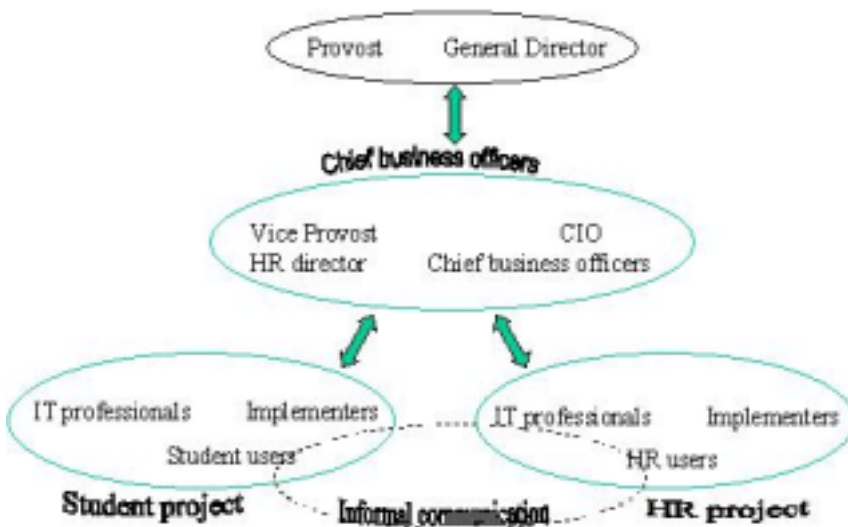 Provost General Director
Chief business officers
Vice Provost CIO
HR director Chief business officers
IT professionals Implementers
Student users
Student project
IT professionals Implementers
HR users
HR project
Informal communication